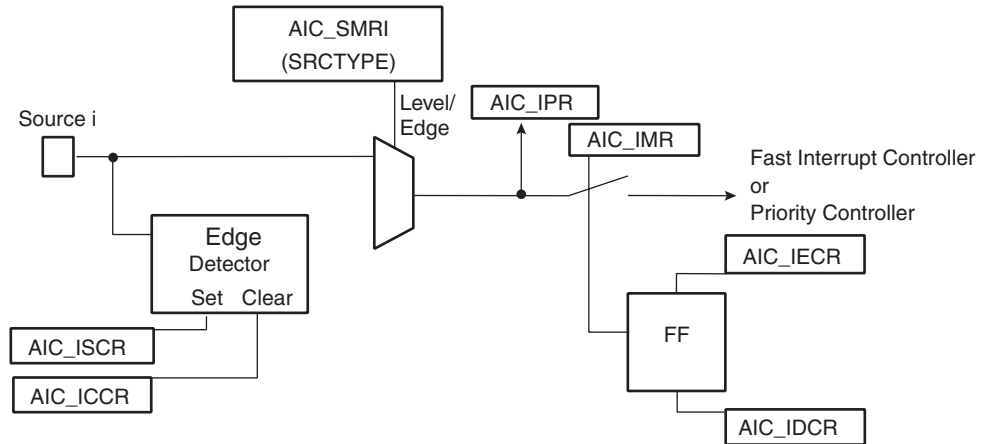 AIC_SMRI
(SRCTYPE)
Level/
Edge
AIC_IPR
AIC_IMR
Source i
Fast Interrupt Controller
or
Priority Controller
Edge
Detector
Set Clear
AIC_IECR
FF
AIC_ISCR
AIC_ICCR
AIC_IDCR